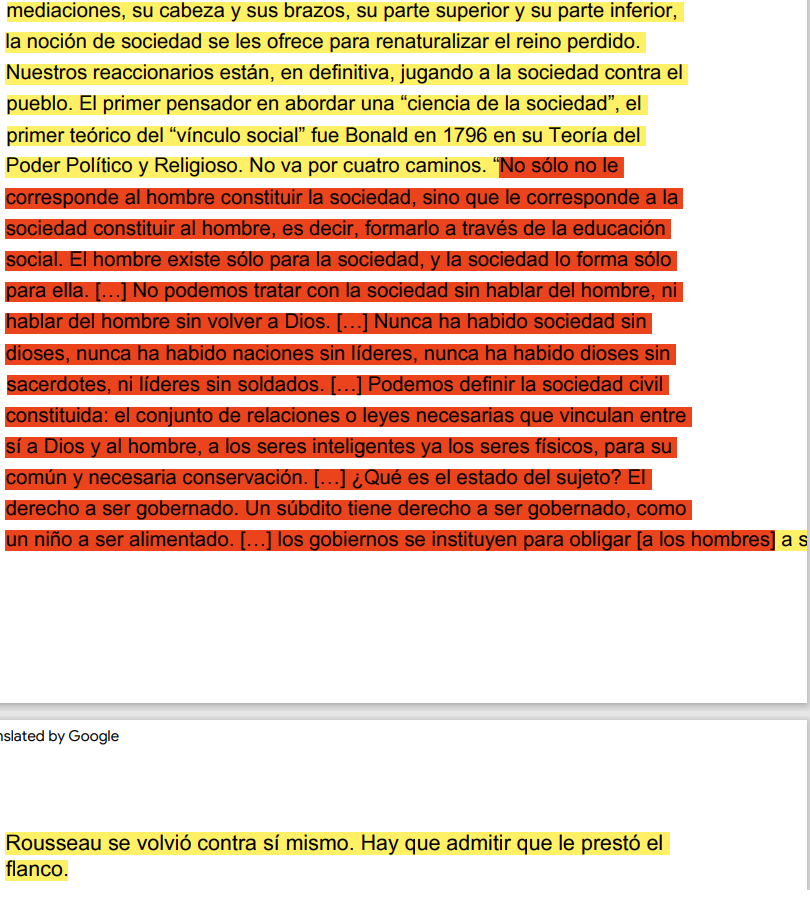 mediaciones, su cabeza y sus brazos, su parte superior y su parte inferior,
la noción de sociedad se les ofrece para renaturalizar el reino perdido.
Nuestros reaccionarios están, en definitiva, jugando a la sociedad contra el
pueblo. El primer pensador en abordar una “ciencia de la sociedad”, el
primer teórico del “vínculo social” fue Bonald en 1796 en su Teoría del
Poder Político y Religioso. No va por cuatro caminos. “No sólo no le
corresponde al hombre constituir la sociedad, sino que le corresponde a la
sociedad constituir al hombre, es decir, formarlo a través de la educación
social. El hombre existe sólo para la sociedad, y la sociedad lo forma sólo
para ella. […] No podemos tratar con la sociedad sin hablar del hombre, ni
hablar del hombre sin volver a Dios. […] Nunca ha habido sociedad sin
dioses, nunca ha habido naciones sin líderes, nunca ha habido dioses sin
sacerdotes, ni líderes sin soldados. […] Podemos definir la sociedad civil
constituida: el conjunto de relaciones o leyes necesarias que vinculan entre
sí a Dios y al hombre, a los seres inteligentes ya los seres físicos, para su
común y necesaria conservación. […] ¿Qué es el estado del sujeto? El
derecho a ser gobernado. Un súbdito tiene derecho a ser gobernado, como
un niño a ser alimentado. […] los gobiernos se instituyen para obligar [a los hombres] a s
nslated by Google
Rousseau se volvió contra sí mismo. Hay que admitir que le prestó el
flanco.